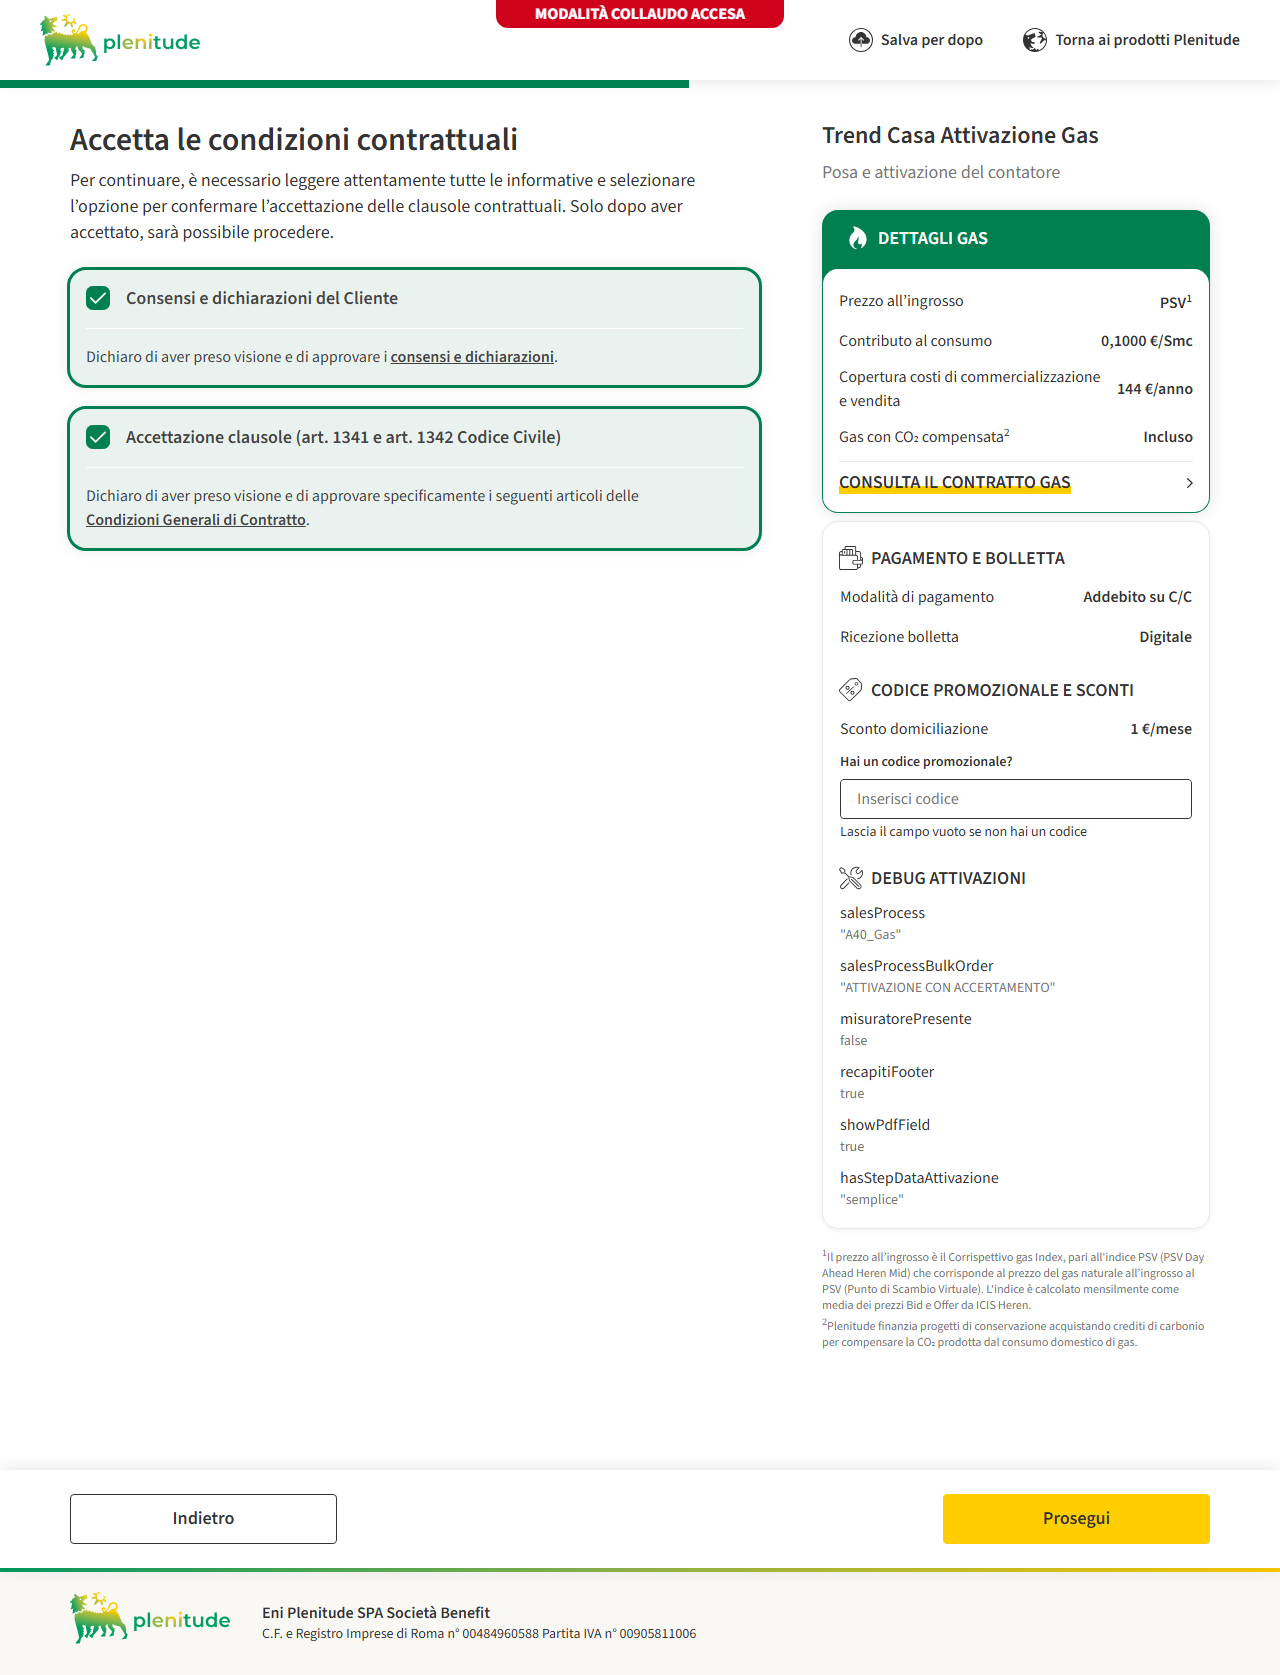 MODALITÀ COLLAUDO ACCESA
plenitude
Salva per dopo
Torna ai prodotti Plenitude
Accetta le condizioni contrattuali
Per continuare, è necessario leggere attentamente tutte le informative e selezionare
l’opzione per confermare l’accettazione delle clausole contrattuali. Solo dopo aver
accettato, sarà possibile procedere.
Consensi e dichiarazioni del Cliente
Dichiaro di aver preso visione e di approvare i consensi e dichiarazioni.
Accettazione clausole (art. 1341 e art. 1342 Codice Civile)
Dichiaro di aver preso visione e di approvare specificamente i seguenti articoli delle
Condizioni Generali di Contratto.
Trend Casa Attivazione Gas
Posa e attivazione del contatore
DETTAGLI GAS
Prezzo all’ingrosso PSV¹
Contributo al consumo 0,1000 €/Smc
Copertura costi di commercializzazione
e vendita 144 €/anno
Gas con CO₂ compensata² Incluso
CONSULTA IL CONTRATTO GAS
PAGAMENTO E BOLLETTA
Modalità di pagamento Addebito su C/C
Ricezione bolletta Digitale
CODICE PROMOZIONALE E SCONTI
Sconto domiciliazione 1 €/mese
Hai un codice promozionale?
Inserisci codice
Lascia il campo vuoto se non hai un codice
DEBUG ATTIVAZIONI
salesProcess
"A40_Gas"
salesProcessBulkOrder
"ATTIVAZIONE CON ACCERTAMENTO"
misuratorePresente
false
recapitiFooter
true
showPdfField
true
hasStepDataAttivazione
"semplice"
¹Il prezzo all’ingrosso è il Corrispettivo gas Index, pari all'indice PSV (PSV Day
Ahead Heren Mid) che corrisponde al prezzo del gas naturale all’ingrosso al
PSV (Punto di Scambio Virtuale). L’indice è calcolato mensilmente come
media dei prezzi Bid e Offer da ICIS Heren.
²Plenitude finanzia progetti di conservazione acquistando crediti di carbonio
per compensare la CO₂ prodotta dal consumo domestico di gas.
Indietro
Prosegui
plenitude
Eni Plenitude SPA Società Benefit
C.F. e Registro Imprese di Roma n° 00484960588 Partita IVA n° 00905811006